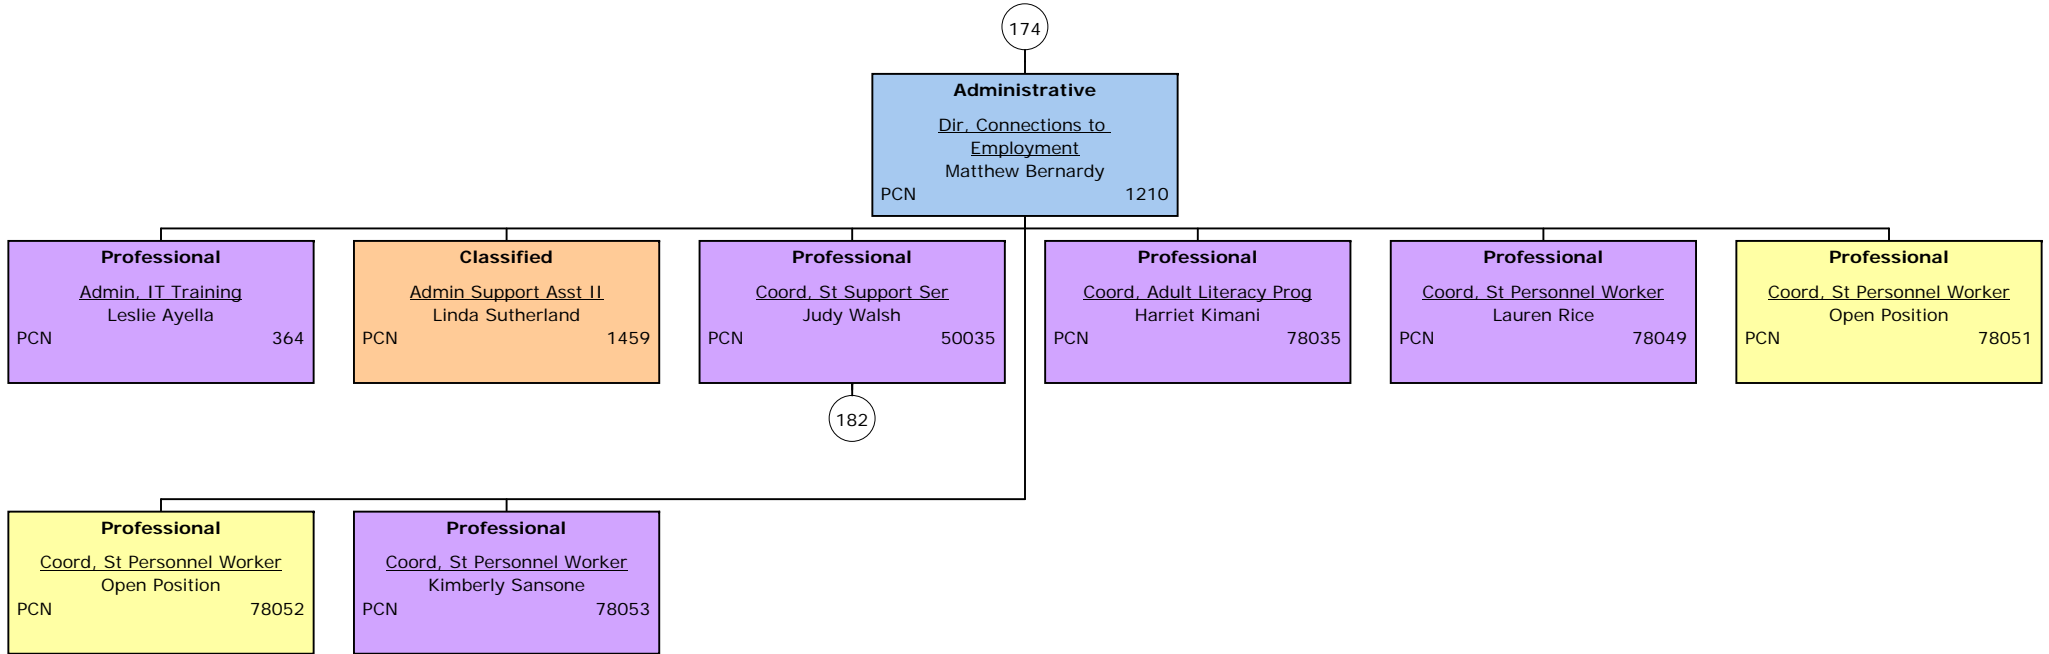 174
Administrative
Dir, Connections to
Employment
Matthew Bernardy
PCN 1210
Professional
Admin, IT Training
Leslie Ayella
PCN 364
Classified
Admin Support Asst II
Linda Sutherland
PCN 1459
Professional
Coord, St Support Ser
Judy Walsh
PCN 50035
Professional
Coord, Adult Literacy Prog
Harriet Kimani
PCN 78035
Professional
Coord, St Personnel Worker
Lauren Rice
PCN 78049
Professional
Coord, St Personnel Worker
Open Position
PCN 78051
182
Professional
Coord, St Personnel Worker
Open Position
PCN 78052
Professional
Coord, St Personnel Worker
Kimberly Sansone
PCN 78053